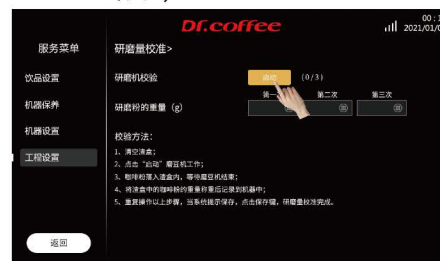 Dr.coffee
00:
2021/01/0
服务菜单
研磨量校准>
饮品设置
研磨机校验
启动
(0/3)
第一
第二次
第三次
机器保养
研磨粉的重量（g）
机器设置
校验方法：
工程设置
1、清空渣盒；
2、点击“启动”磨豆机工作；
3、咖啡粉落入渣盒内，等待磨豆机结束；
4、将渣盒中的咖啡粉的重量称重后记录到机器中；
5、重复操作以上步骤，当系统提示保存，点击保存键，研磨量校准完成。
返回